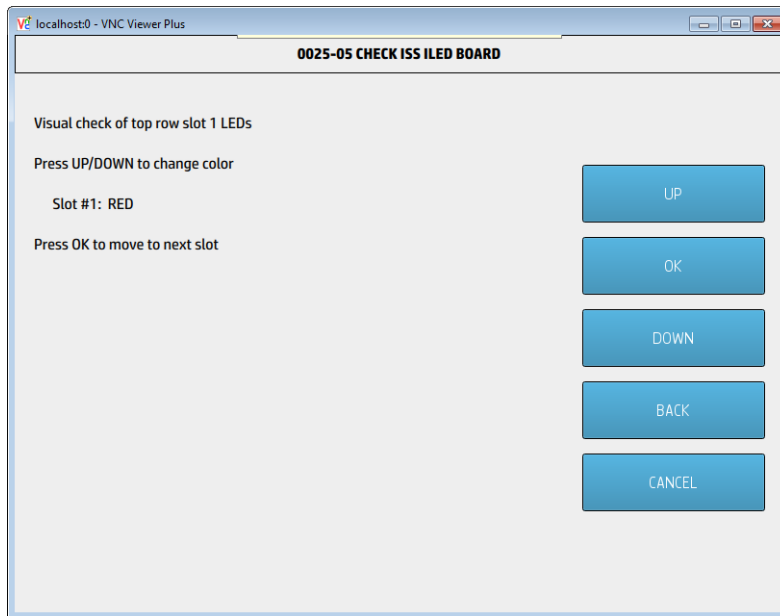 localhost:0 - VNC Viewer Plus
0025-05 CHECK ISS ILED BOARD
Visual check of top row slot 1 LEDs
Press UP/DOWN to change color
Slot #1: RED
Press OK to move to next slot
UP
OK
DOWN
BACK
CANCEL